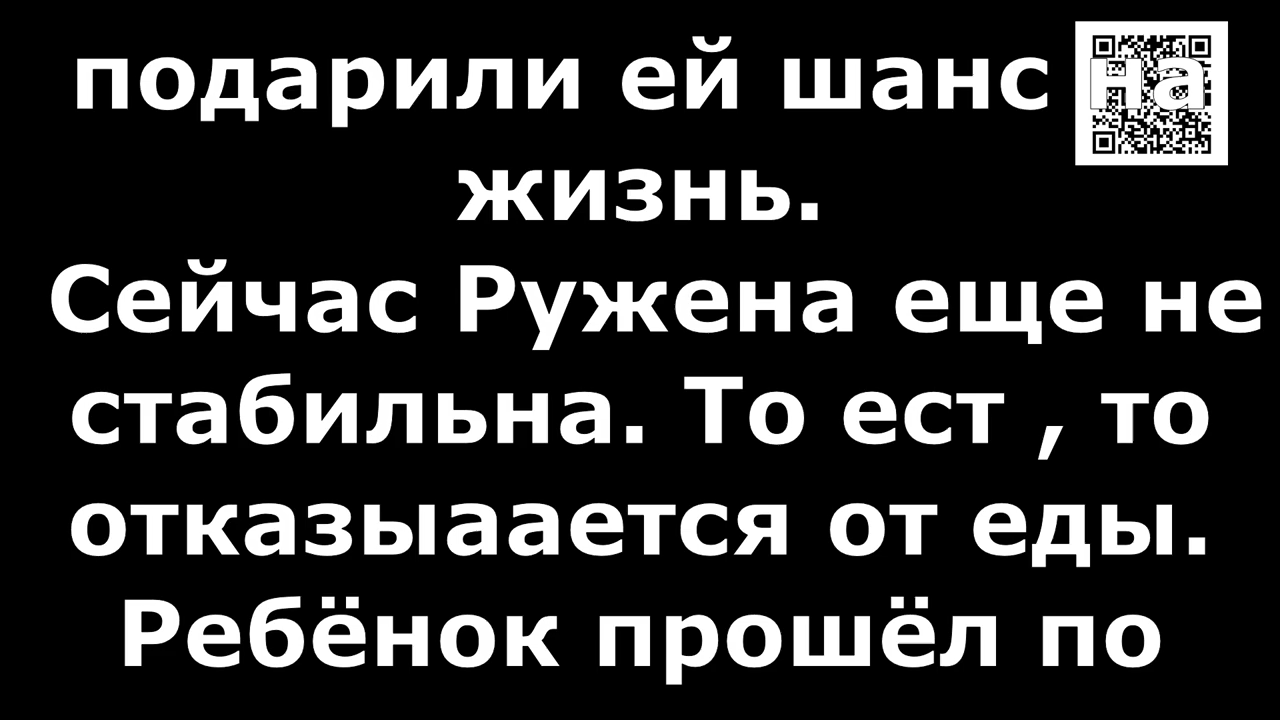 подарили ей шанс на
жизнь.
Сейчас Ружена еще не
стабильна. То ест , то
отказыаается от еды.
Ребёнок прошёл по